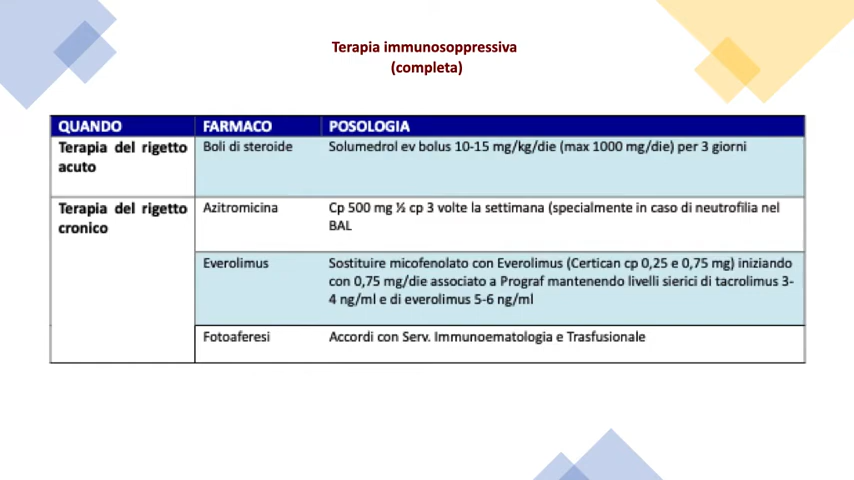 Terapia immunosoppressiva
(completa)
QUANDO FARMACO POSOLOGIA
Terapia del rigetto acuto Boli di steroide Solumedrol ev bolus 10-15 mg/kg/die (max 1000 mg/die) per 3 giorni
Terapia del rigetto cronico Azitromicina Cp 500 mg ½ cp 3 volte la settimana (specialmente in caso di neutrofilia nel
BAL
Everolimus Sostituire micofenolato con Everolimus (Certican cp 0,25 e 0,75 mg) iniziando
con 0,75 mg/die associato a Prograf mantenendo livelli sierici di tacrolimus 3-
4 ng/ml e di everolimus 5-6 ng/ml
Fotoaferesi Accordi con Serv. Immunoematologia e Trasfusionale